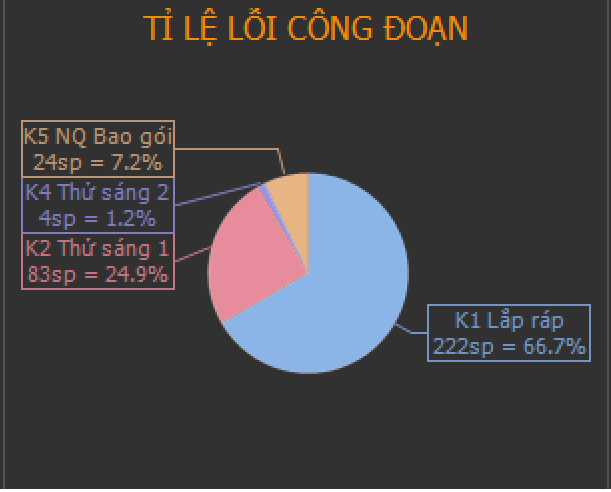 TỈ LỆ LỖI CÔNG ĐOẠN
K5 NQ Bao gói
24sp = 7.2%
K4 Thử sáng 2
4sp = 1.2%
K2 Thử sáng 1
83sp = 24.9%
K1 Lắp ráp
222sp = 66.7%